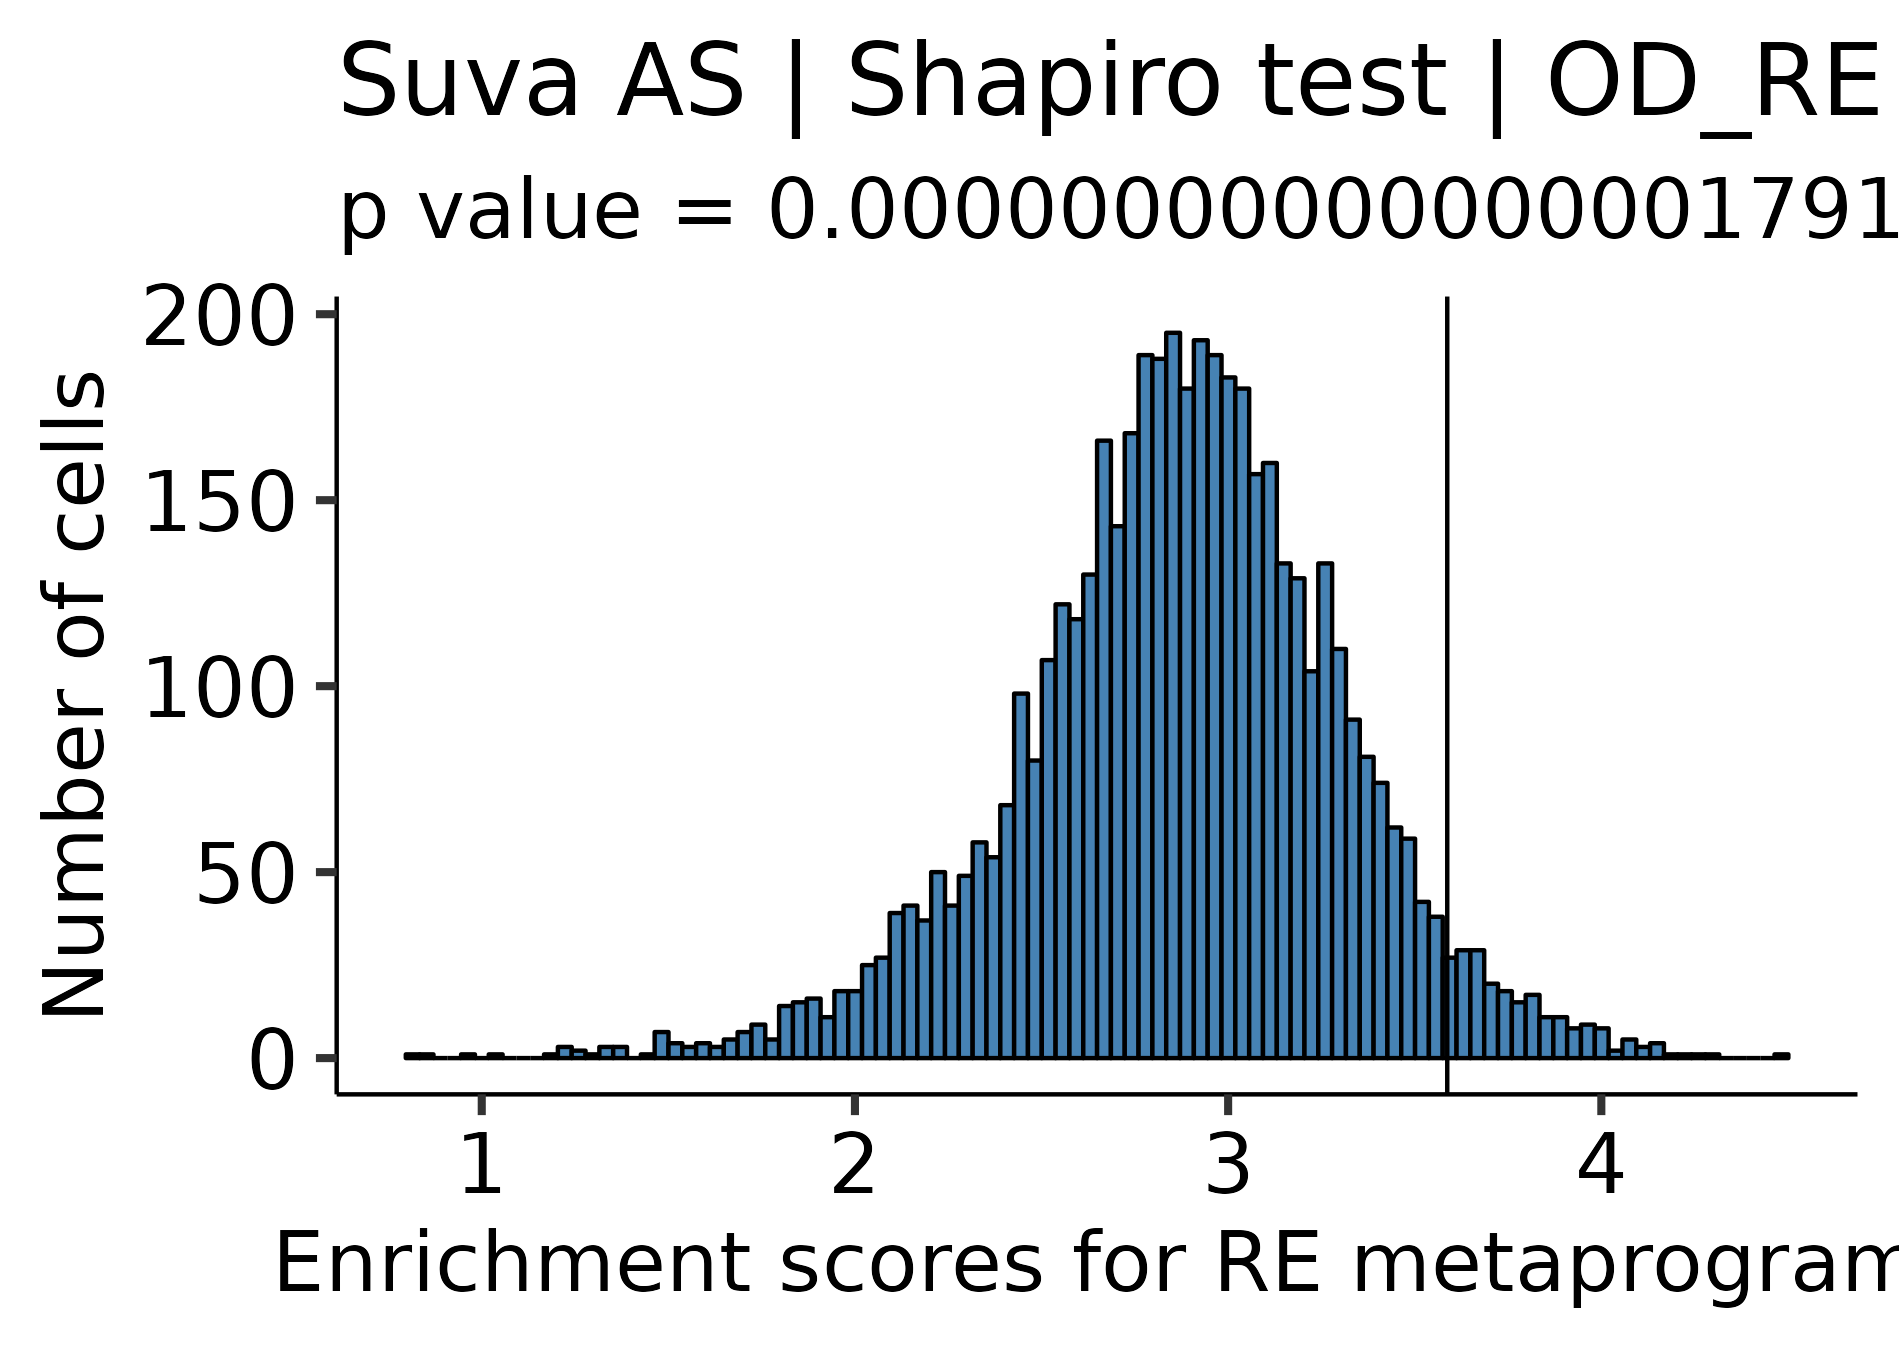 Suva AS | Shapiro test | OD_RE
p value = 0.00000000000000001791
200
150
100
50
0
Number of cells
1 2 3 4
Enrichment scores for RE metaprogram